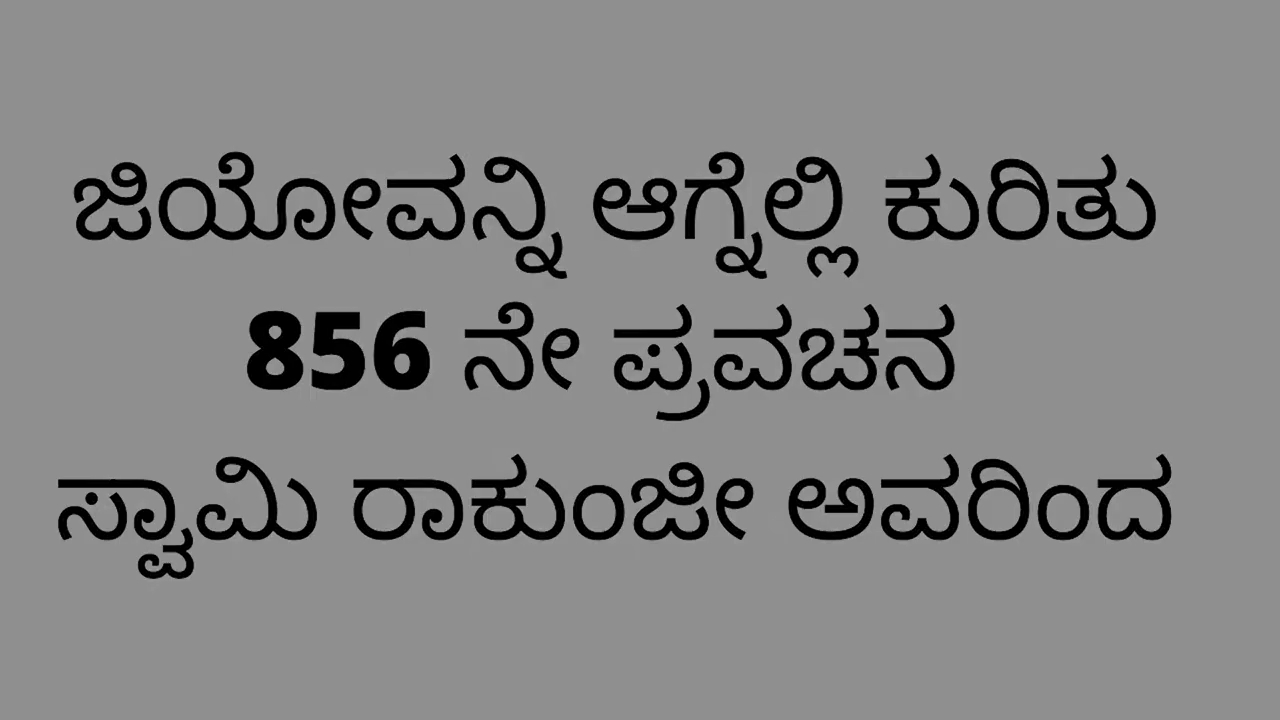 ಜಿಯೋವನ್ನಿ ಆಗ್ನೆಲ್ಲಿ ಕುರಿತು
856 ನೇ ಪ್ರವಚನ
ಸ್ವಾಮಿ ರಾಕುಂಜೀ ಅವರಿಂದ